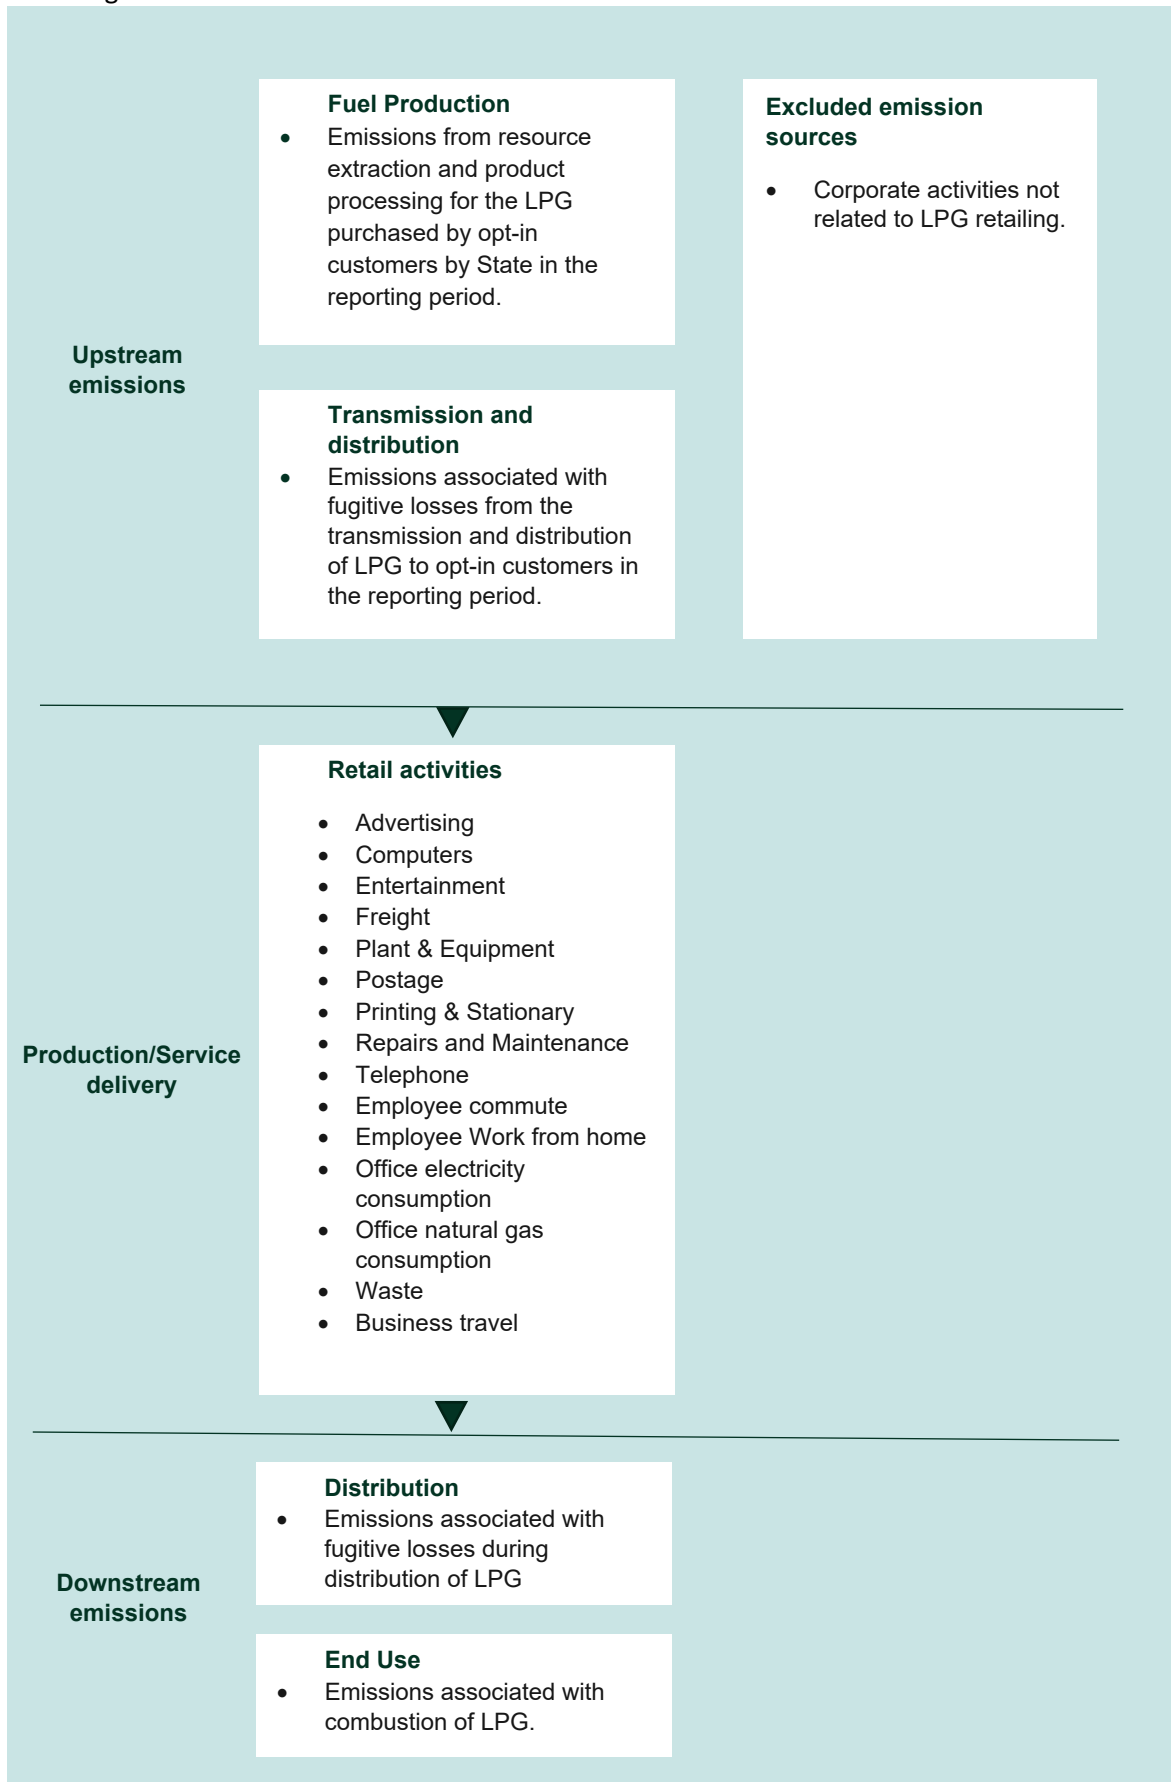 Upstream
emissions
Fuel Production
• Emissions from resource
extraction and product
processing for the LPG
purchased by opt-in
customers by State in the
reporting period.
Transmission and
distribution
• Emissions associated with
fugitive losses from the
transmission and distribution
of LPG to opt-in customers in
the reporting period.
Excluded emission
sources
• Corporate activities not
related to LPG retailing.
Production/Service
delivery
Retail activities
• Advertising
• Computers
• Entertainment
• Freight
• Plant & Equipment
• Postage
• Printing & Stationary
• Repairs and Maintenance
• Telephone
• Employee commute
• Employee Work from home
• Office electricity
consumption
• Office natural gas
consumption
• Waste
• Business travel
Downstream
emissions
Distribution
• Emissions associated with
fugitive losses during
distribution of LPG
End Use
• Emissions associated with
combustion of LPG.